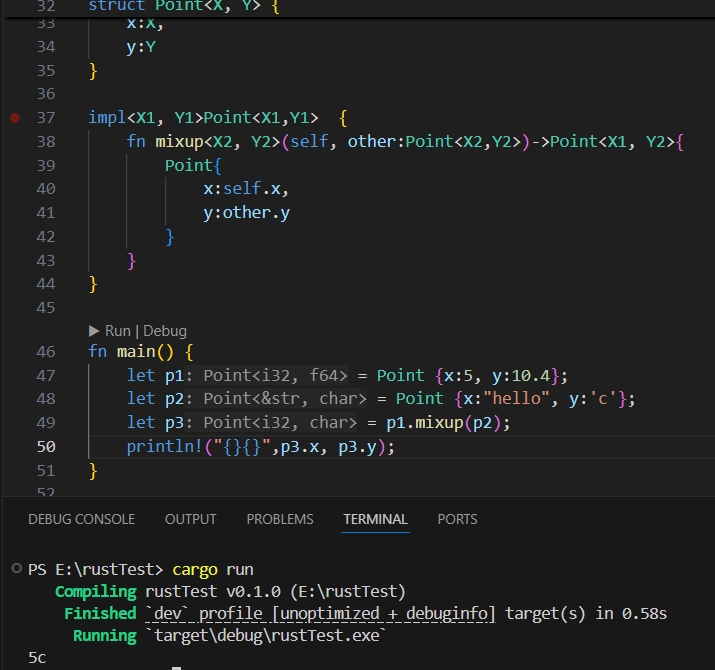 32 struct Point<X, Y> {
33 x:X,
34 y:Y
35 }
36
37 impl<X1, Y1>Point<X1,Y1>  {
38 fn mixup<X2, Y2>(self, other:Point<X2,Y2>)->Point<X1, Y2>{
39 Point{
40 x:self.x,
41 y:other.y
42 }
43 }
44 }
45
Run | Debug
46 fn main() {
47 let p1: Point<i32, f64> = Point {x:5, y:10.4};
48 let p2: Point<&str, char> = Point {x:"hello", y:'c'};
49 let p3: Point<i32, char> = p1.mixup(p2);
50 println!("{}{}",p3.x, p3.y);
51 }
52
DEBUG CONSOLE OUTPUT PROBLEMS TERMINAL PORTS
PS E:\rustTest> cargo run
Compiling rustTest v0.1.0 (E:\rustTest)
Finished `dev` profile [unoptimized + debuginfo] target(s) in 0.58s
Running `target\debug\rustTest.exe`
5c